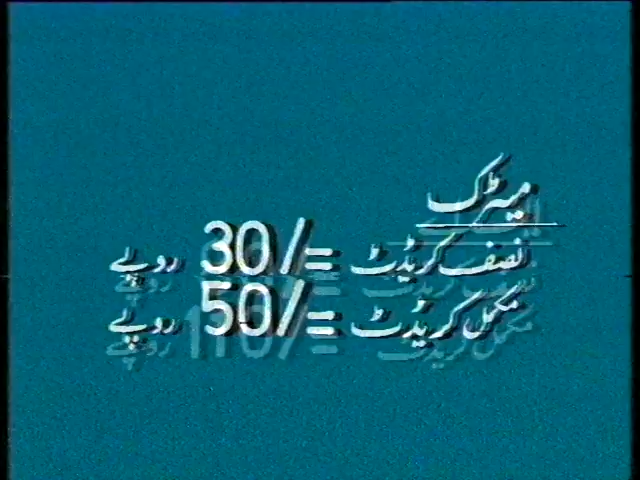 میٹرک
نصف کریڈٹ 30/= روپے
مکمل کریڈٹ 50/= روپے